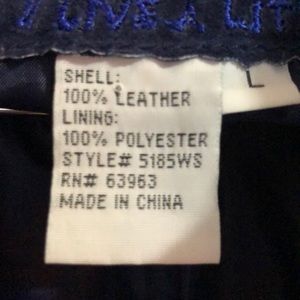 L
SHELL:
100% LEATHER
LINING:
100% POLYESTER
STYLE# 5185WS
RN# 63963
MADE IN CHINA